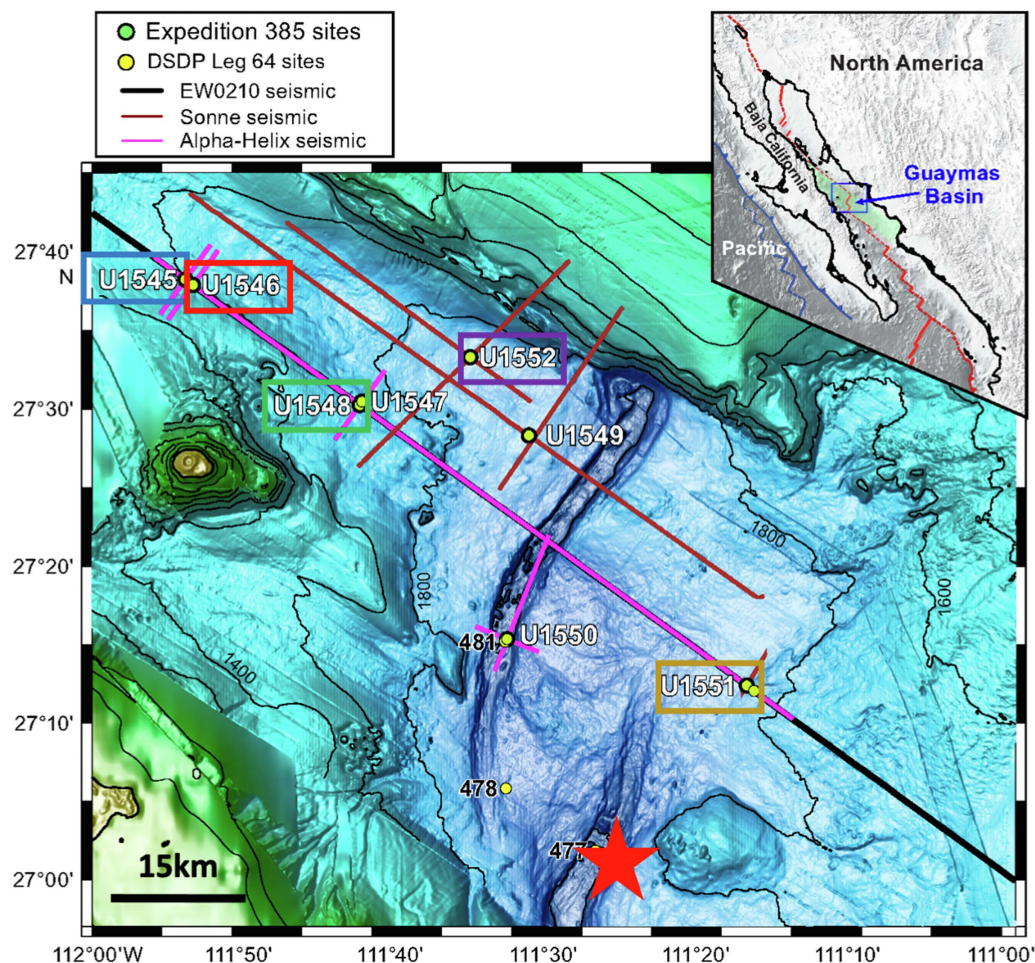 Expedition 385 sites
DSDP Leg 64 sites
EW0210 seismic
Sonne seismic
Alpha-Helix seismic
North America
Baja California
Guaymas
Basin
Pacific
27°40'
N
U1545
U1546
U1552
27°30'
U1548
U1547
U1549
27°20'
1800
1800
1600
481
U1550
1400
U1551
27°10'
478
477
27°00'
15km
112°00'W
111°50'
111°40'
111°30'
111°20'
111°10'
111°00'